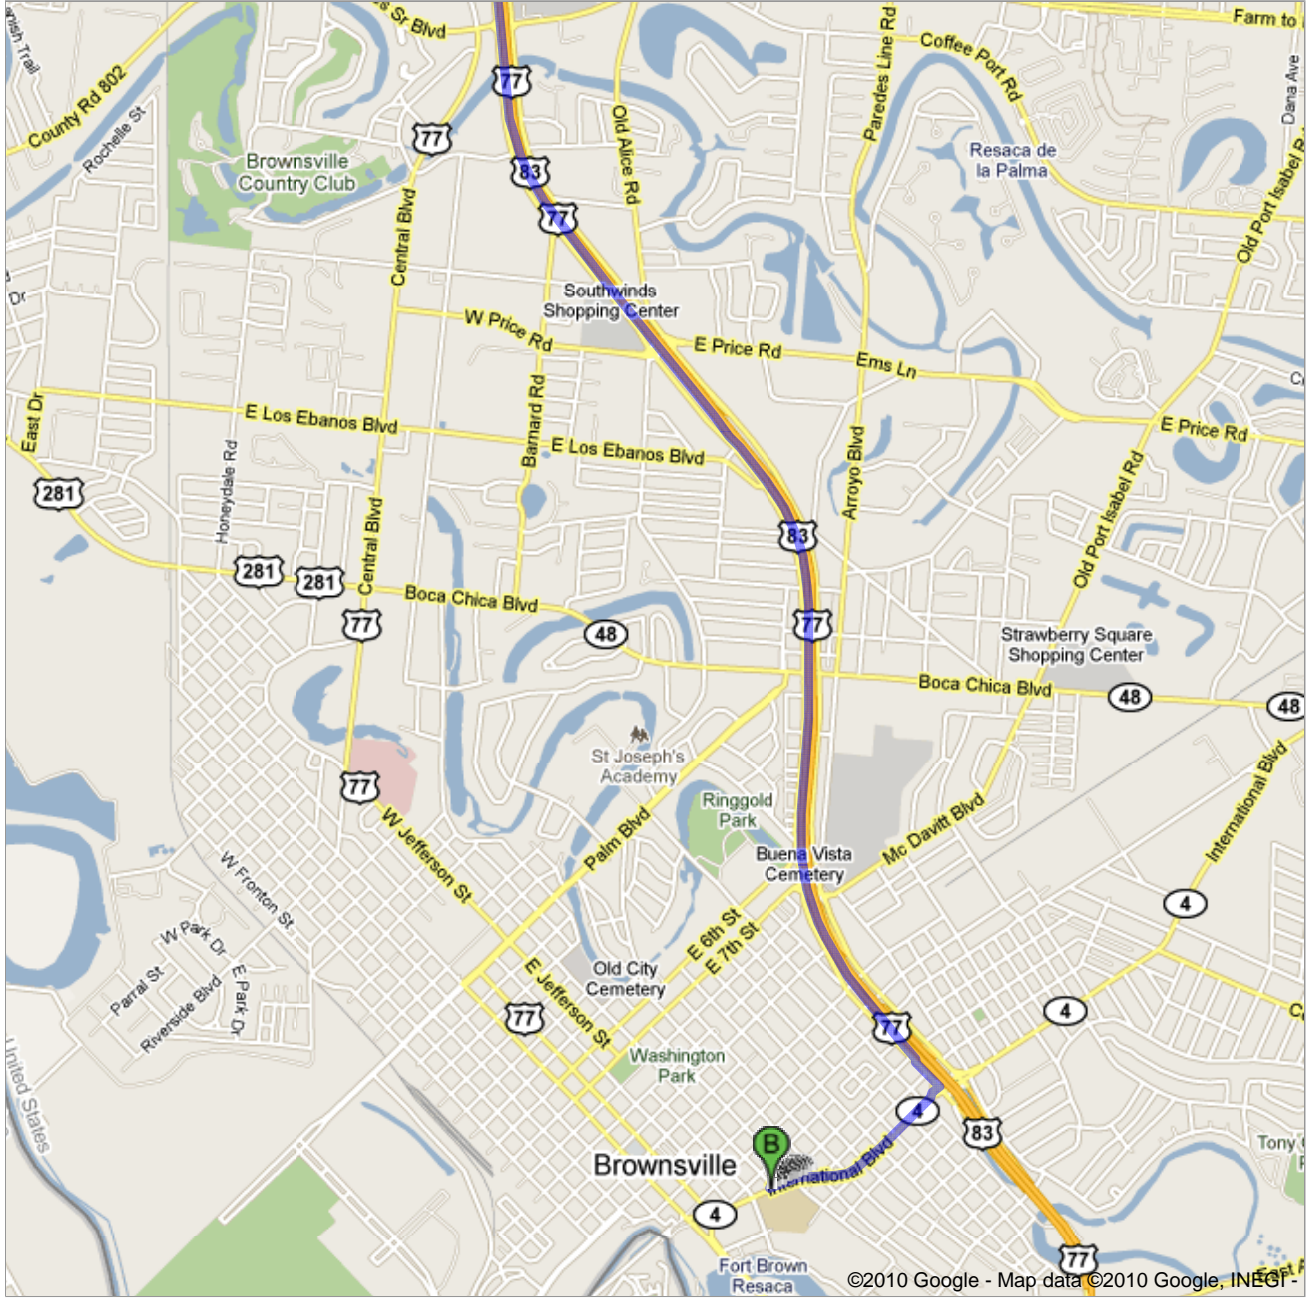 s Sr Blvd
Farm to
nish Trail
County Rd 802
Rochelle St
77
77
Old Alice Rd
Paredes Line Rd
Coffee Port Rd
Dana Ave
Brownsville
Country Club
83
77
Resaca de
la Palma
Old Port Isabel R
Central Blvd
Dr
Southwinds
Shopping Center
W Price Rd
E Price Rd
Ems Ln
East Dr
E Los Ebanos Blvd
Barnard Rd
E Los Ebanos Blvd
E Price Rd
281
Honeydale Rd
Arroyo Blvd
Old Port Isabel Rd
Central Blvd
83
281
281
Boca Chica Blvd
77
48
77
Strawberry Square
Shopping Center
Boca Chica Blvd
48
48
St Joseph's
Academy
77
Ringgold
Park
International Blvd
W Jefferson St
Palm Blvd
Mc Davitt Blvd
Buena Vista
Cemetery
W Fronton St
4
W Park Dr
E Park Dr
Parral St
Riverside Blvd
E 6th St
E 7th St
Old City
Cemetery
E Jefferson St
77
77
4
United States
Washington
Park
4
83
B
Brownsville
International Blvd
Tony
4
77
Fort Brown
Resaca
East A
©2010 Google - Map data ©2010 Google, INEGI -